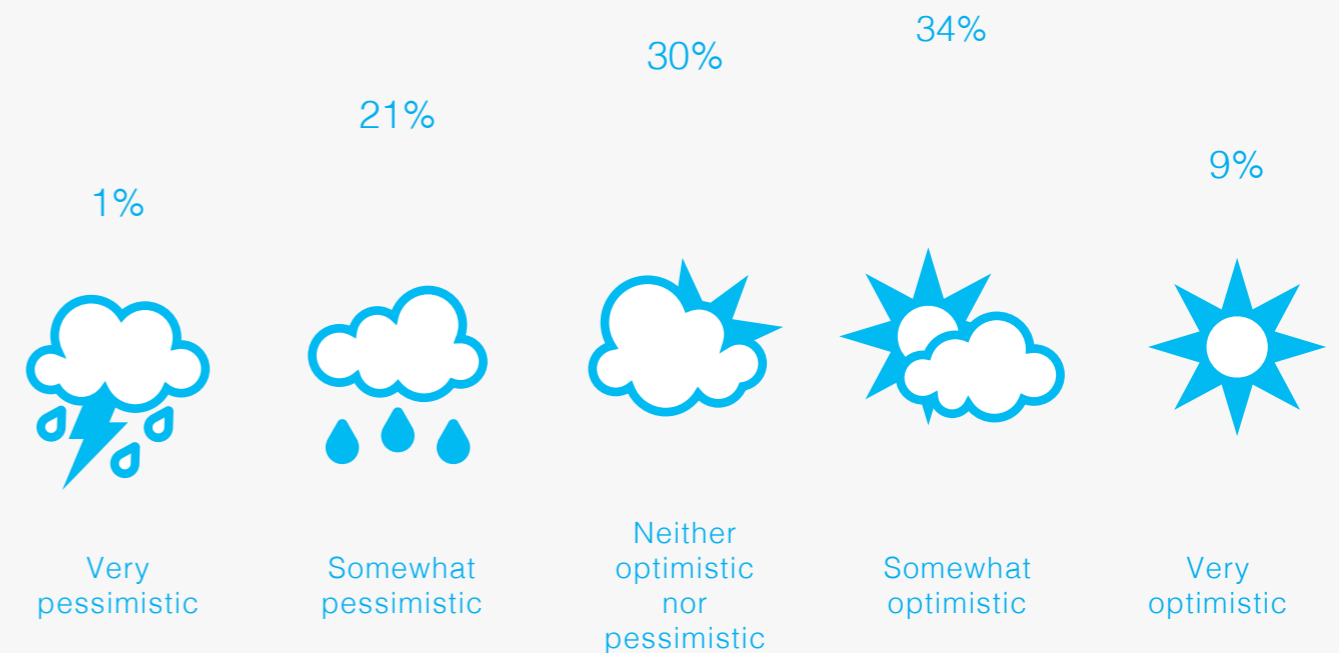 34%
30%
21%
9%
1%
Very
pessimistic
Somewhat
pessimistic
Neither
optimistic
nor
pessimistic
Somewhat
optimistic
Very
optimistic